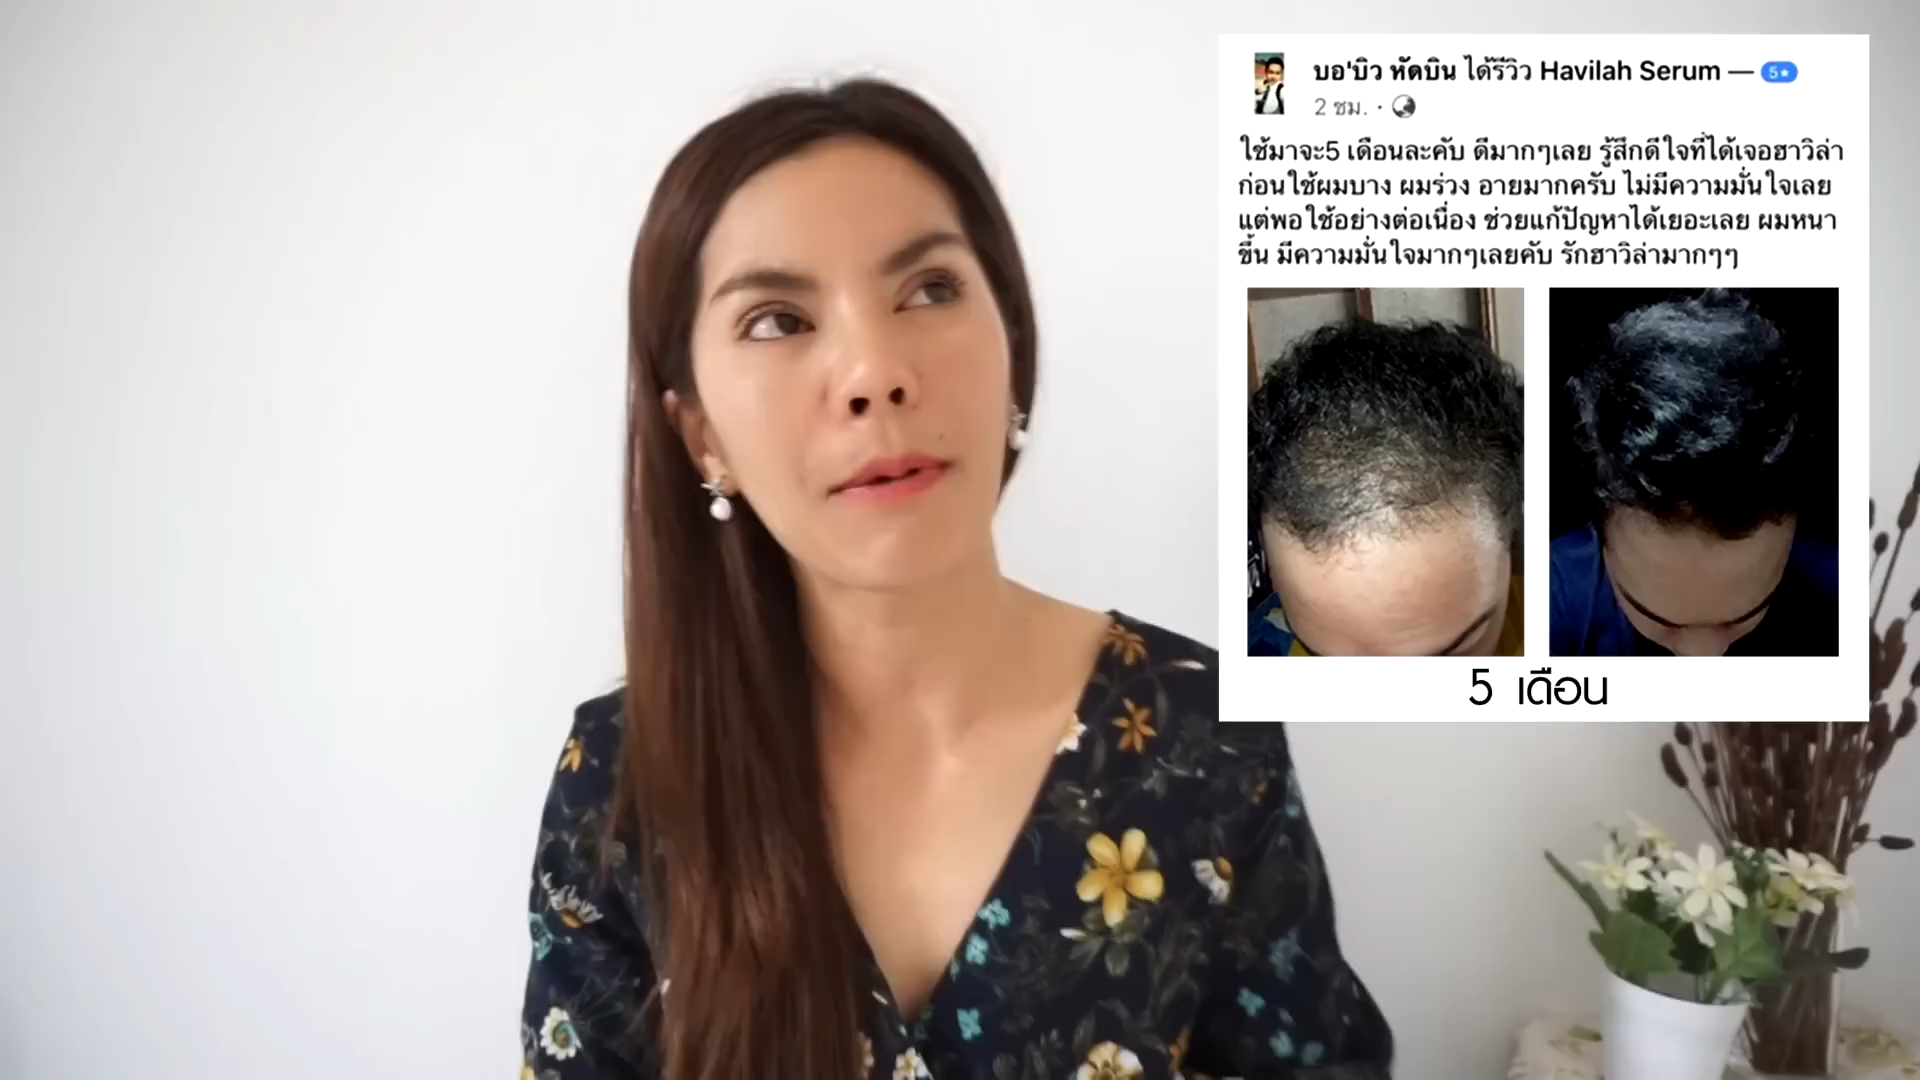 บอ'บิว หัดบิน ได้รีวิว Havilah Serum — 5★
2 ชม. ·
ใช้มาจะ5 เดือนละคับ ดีมากๆเลย รู้สึกดีใจที่ได้เจอฮาวิล่า
ก่อนใช้ผมบาง ผมร่วง อายมากครับ ไม่มีความมั่นใจเลย
แต่พอใช้อย่างต่อเนื่อง ช่วยแก้ปัญหาได้เยอะเลย ผมหนา
ขึ้น มีความมั่นใจมากๆเลยคับ รักฮาวิล่ามากๆๆ
5 เดือน